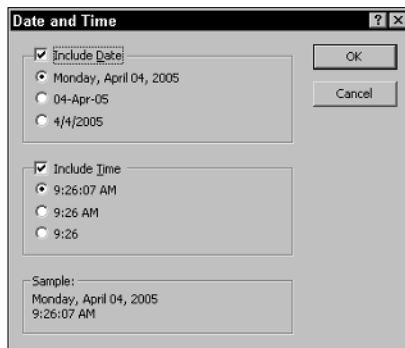 Date and Time
Include Date
Monday, April 04, 2005
04-Apr-05
4/4/2005
Include Time
9:26:07 AM
9:26 AM
9:26
Sample:
Monday, April 04, 2005
9:26:07 AM
OK
Cancel